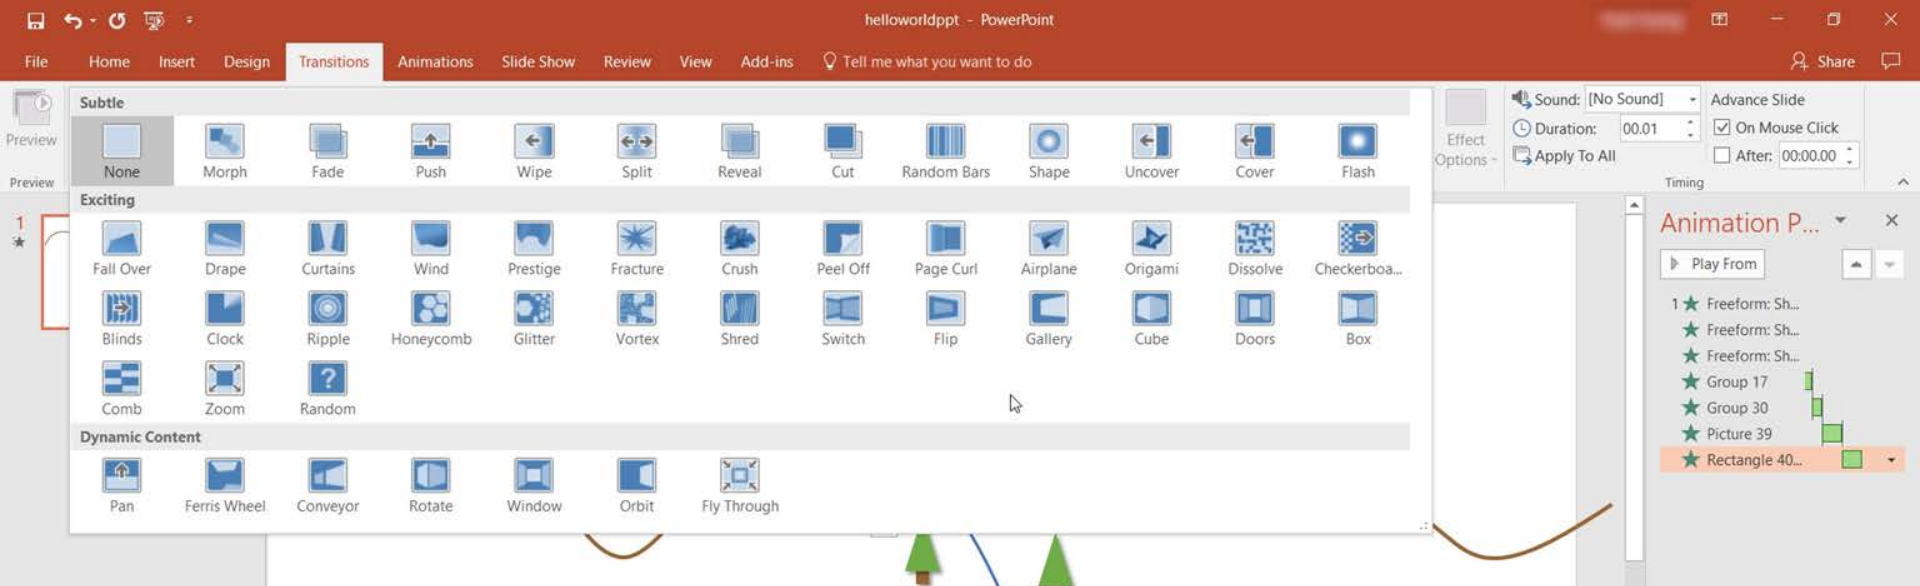 helloworldppt - PowerPoint
File Home Insert Design Transitions Animations Slide Show Review View Add-ins Tell me what you want to do Share
Preview
Preview
Subtle
None Morph Fade Push Wipe Split Reveal Cut Random Bars Shape Uncover Cover Flash
Exciting
Fall Over Drape Curtains Wind Prestige Fracture Crush Peel Off Page Curl Airplane Origami Dissolve Checkerboa...
Blinds Clock Ripple Honeycomb Glitter Vortex Shred Switch Flip Gallery Cube Doors Box
Comb Zoom Random
Dynamic Content
Pan Ferris Wheel Conveyor Rotate Window Orbit Fly Through
Effect
Options
Sound: [No Sound]
Duration: 00.01
Apply To All
Advance Slide
On Mouse Click
After: 00:00.00
Timing
1
Animation P...
Play From
1 Freeform: Sh...
Freeform: Sh...
Freeform: Sh...
Group 17
Group 30
Picture 39
Rectangle 40...